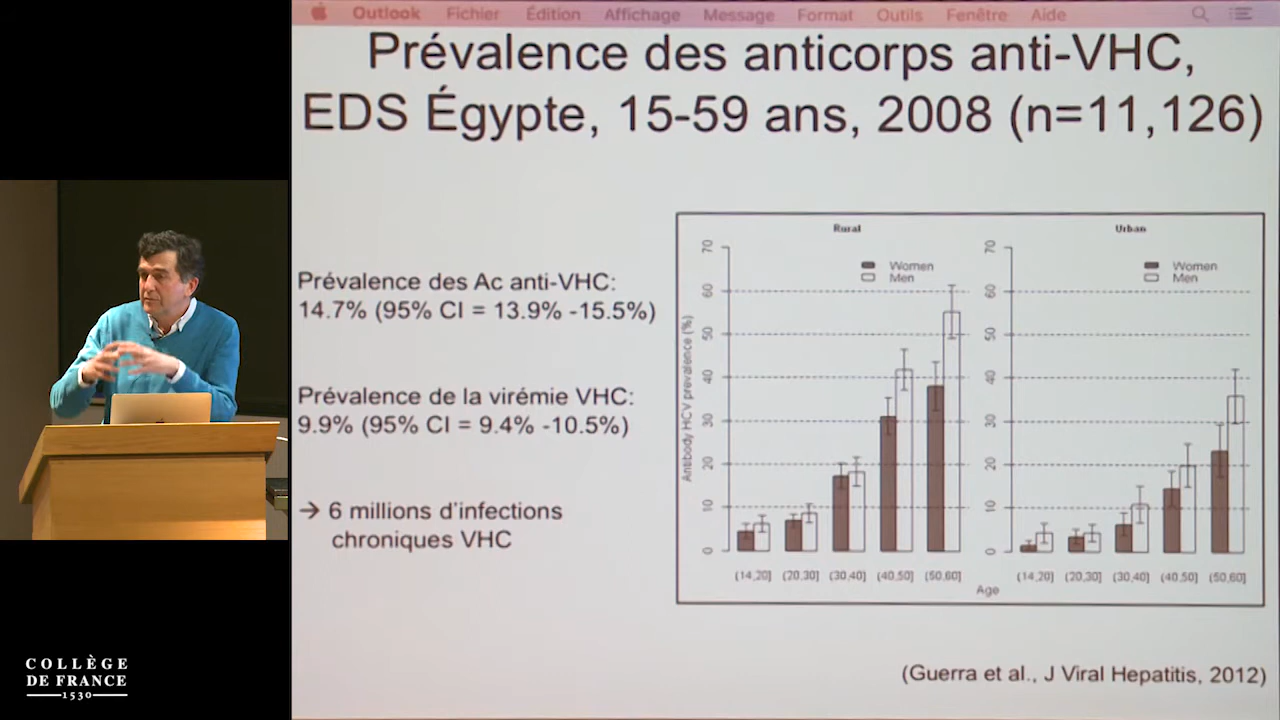 Outlook Fichier Édition Affichage Message Format Outils Fenêtre Aide
Prévalence des anticorps anti-VHC,
EDS Égypte, 15-59 ans, 2008 (n=11,126)
Prévalence des Ac anti-VHC:
14.7% (95% CI = 13.9% -15.5%)
Prévalence de la virémie VHC:
9.9% (95% CI = 9.4% -10.5%)
→ 6 millions d'infections
chroniques VHC
Rural
Women
Men
Antibody HCV prevalence (%)
70
60
50
40
30
20
10
0
(14,20] (20,30] (30,40] (40,50] (50,60]
Urban
Women
Men
70
60
50
40
30
20
10
0
(14,20] (20,30] (30,40] (40,50] (50,60]
Age
(Guerra et al., J Viral Hepatitis, 2012)
COLLÈGE
DE FRANCE
1530